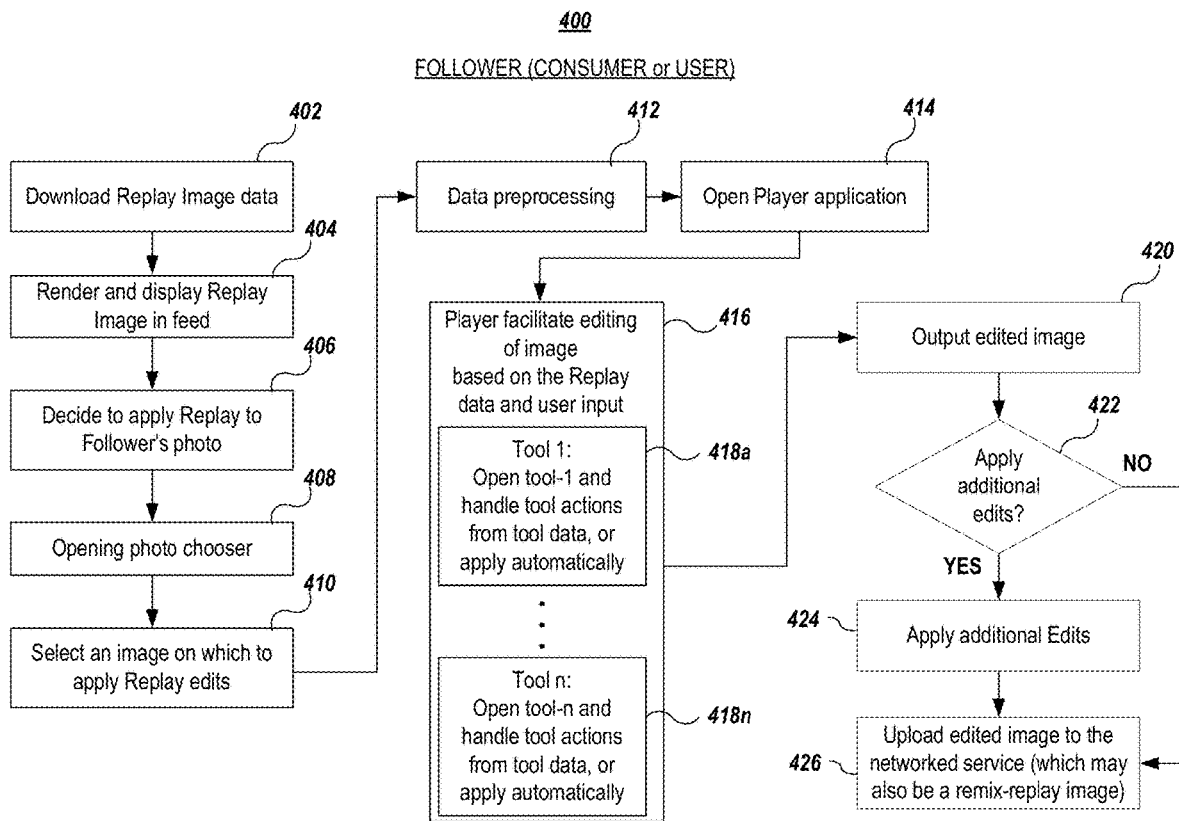 400
FOLLOWER (CONSUMER or USER)
402
Download Replay Image data
404
Render and display Replay
Image in feed
406
Decide to apply Replay to
Follower's photo
408
Opening photo chooser
410
Select an image on which to
apply Replay edits
412
Data preprocessing
414
Open Player application
416
Player facilitate editing
of image
based on the Replay
data and user input
418a
Tool 1:
Open tool-1 and
handle tool actions
from tool data, or
apply automatically
418n
Tool n:
Open tool-n and
handle tool actions
from tool data, or
apply automatically
420
Output edited image
422
Apply
additional
edits?
NO
YES
424
Apply additional Edits
426
Upload edited image to the
networked service (which may
also be a remix-replay image)